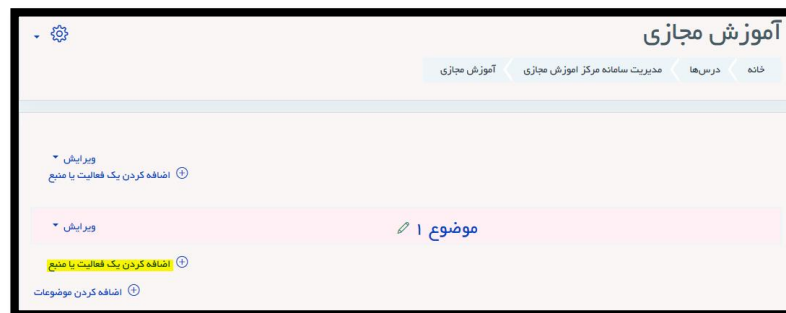 آموزش مجازی
خانه درس‌ها مدیریت سامانه مرکز اموزش مجازی آموزش مجازی
ویرایش
اضافه کردن یک فعالیت یا منبع
موضوع ۱
ویرایش
اضافه کردن یک فعالیت یا منبع
اضافه کردن موضوعات